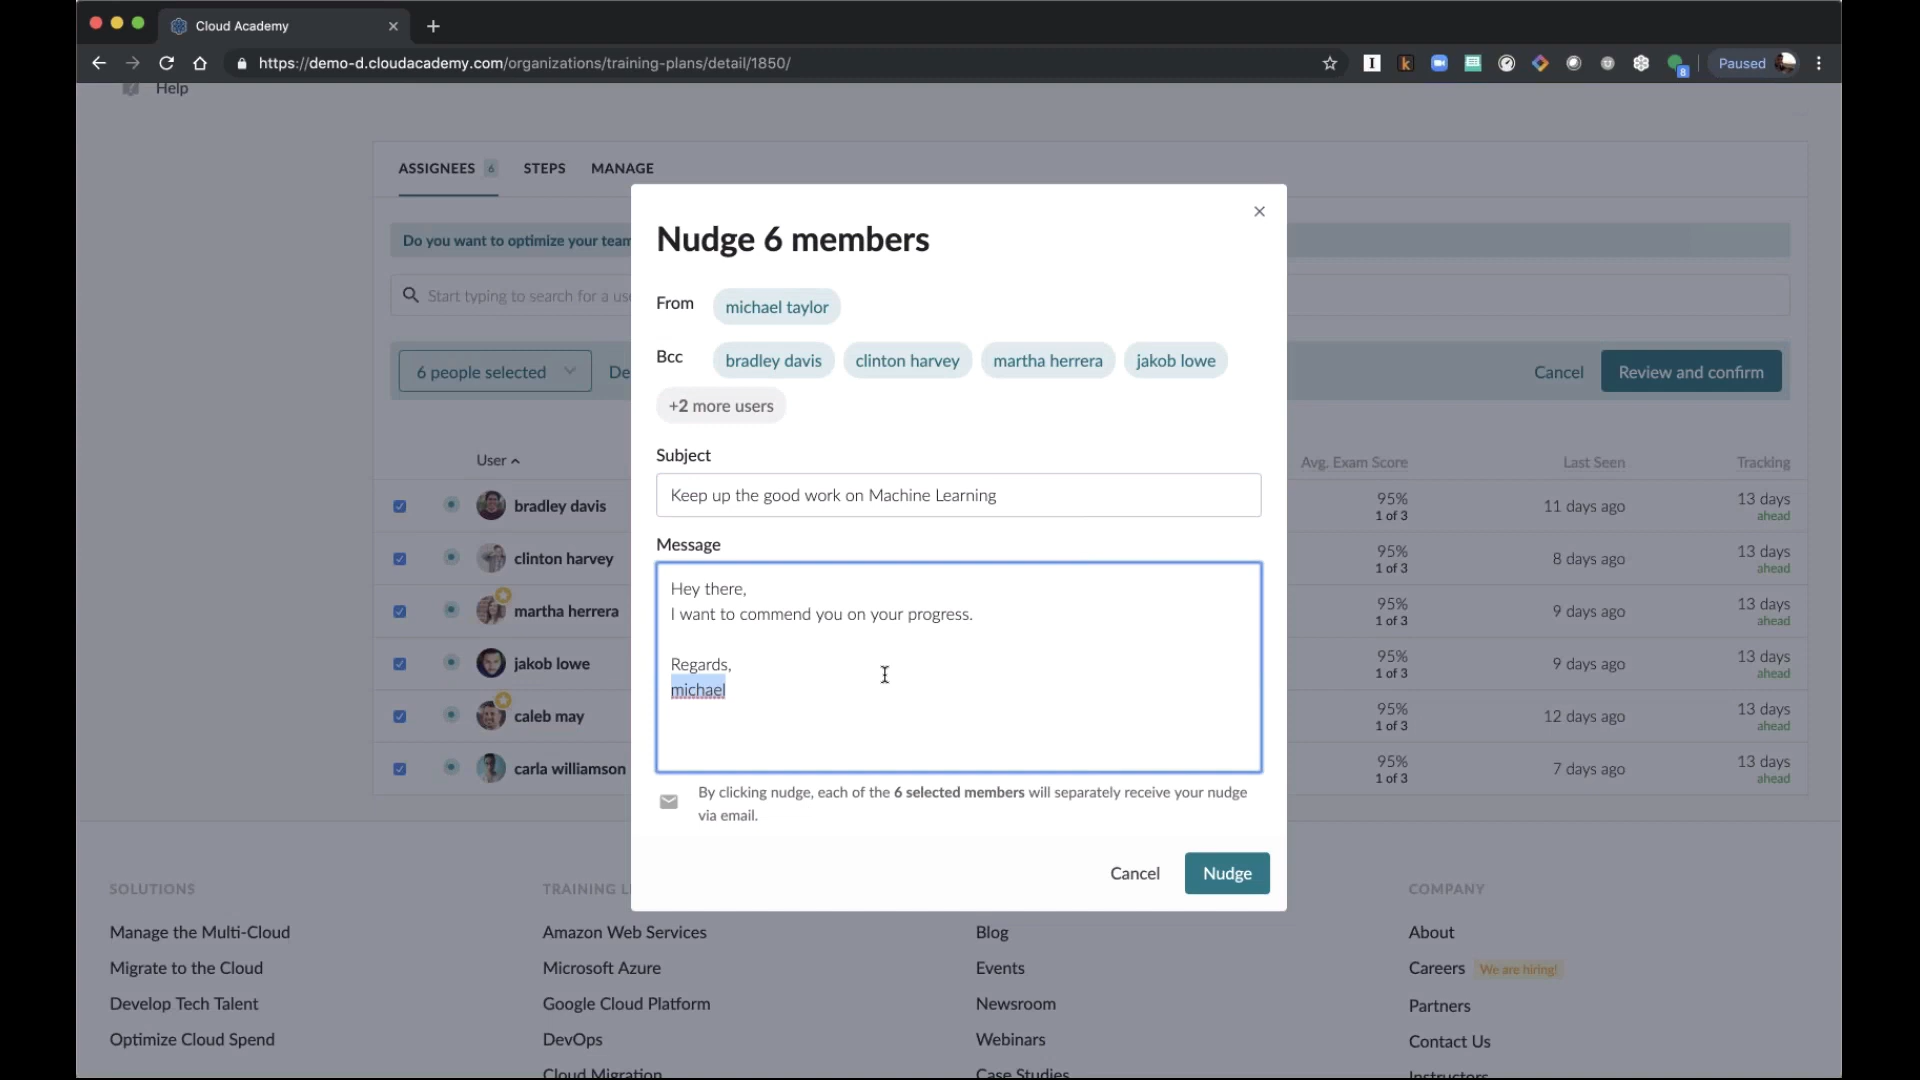 Cloud Academy
https://demo-d.cloudacademy.com/organizations/training-plans/detail/1850/
Paused
Help
ASSIGNEES 6 STEPS MANAGE
Do you want to optimize your team
Start typing to search for a use
6 people selected De
Cancel Review and confirm
User Avg. Exam Score Last Seen Tracking
bradley davis 95% 11 days ago 13 days
1 of 3 ahead
clinton harvey 95% 8 days ago 13 days
1 of 3 ahead
martha herrera 95% 9 days ago 13 days
1 of 3 ahead
jakob lowe 95% 9 days ago 13 days
1 of 3 ahead
caleb may 95% 12 days ago 13 days
1 of 3 ahead
carla williamson 95% 7 days ago 13 days
1 of 3 ahead
Nudge 6 members
From michael taylor
Bcc bradley davis clinton harvey martha herrera jakob lowe
+2 more users
Subject
Keep up the good work on Machine Learning
Message
Hey there,
I want to commend you on your progress.
Regards,
michael
By clicking nudge, each of the 6 selected members will separately receive your nudge
via email.
Cancel Nudge
SOLUTIONS
Manage the Multi-Cloud
Migrate to the Cloud
Develop Tech Talent
Optimize Cloud Spend
TRAINING L
Amazon Web Services
Microsoft Azure
Google Cloud Platform
DevOps
Cloud Migration
Blog
Events
Newsroom
Webinars
Case Studies
COMPANY
About
Careers We are hiring!
Partners
Contact Us
Instructors